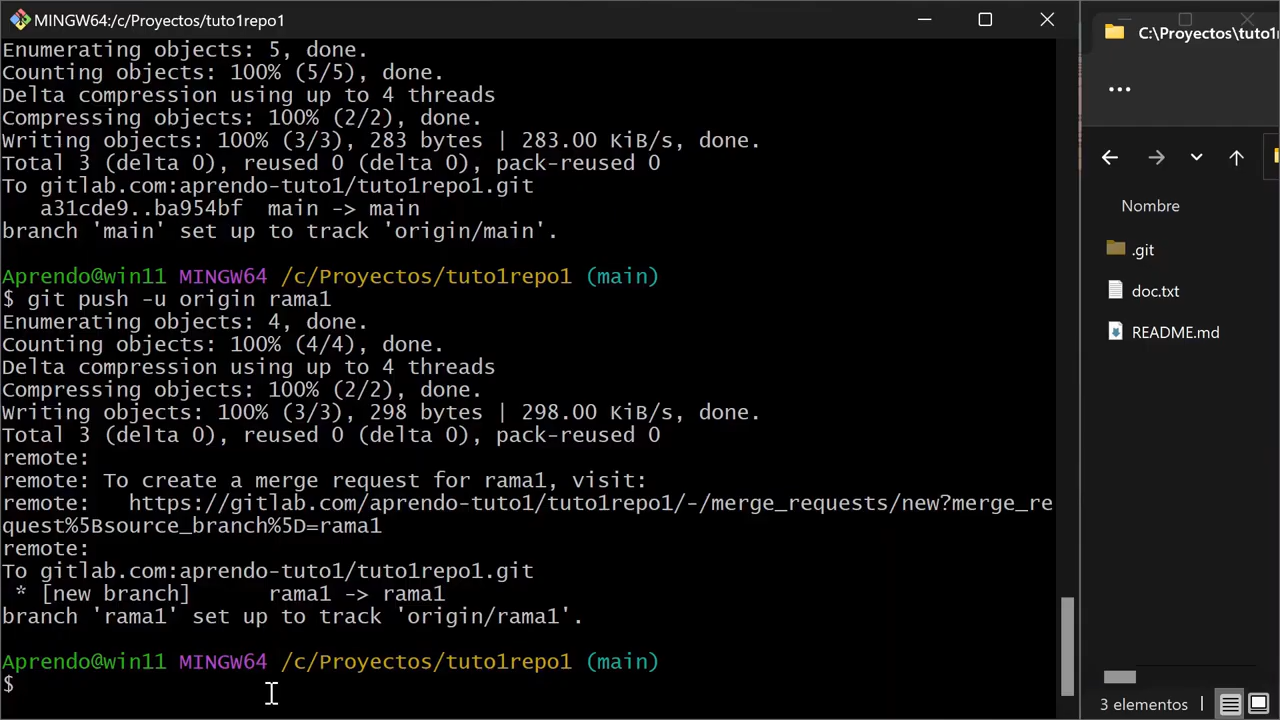 MINGW64:/c/Proyectos/tuto1repo1
Enumerating objects: 5, done.
Counting objects: 100% (5/5), done.
Delta compression using up to 4 threads
Compressing objects: 100% (2/2), done.
Writing objects: 100% (3/3), 283 bytes | 283.00 KiB/s, done.
Total 3 (delta 0), reused 0 (delta 0), pack-reused 0
To gitlab.com:aprendo-tuto1/tuto1repo1.git
a31cde9..ba954bf  main -> main
branch 'main' set up to track 'origin/main'.
Aprendo@win11 MINGW64 /c/Proyectos/tuto1repo1 (main)
$ git push -u origin rama1
Enumerating objects: 4, done.
Counting objects: 100% (4/4), done.
Delta compression using up to 4 threads
Compressing objects: 100% (2/2), done.
Writing objects: 100% (3/3), 298 bytes | 298.00 KiB/s, done.
Total 3 (delta 0), reused 0 (delta 0), pack-reused 0
remote:
remote: To create a merge request for rama1, visit:
remote:   https://gitlab.com/aprendo-tuto1/tuto1repo1/-/merge_requests/new?merge_re
quest%5Bsource_branch%5D=rama1
remote:
To gitlab.com:aprendo-tuto1/tuto1repo1.git
* [new branch]      rama1 -> rama1
branch 'rama1' set up to track 'origin/rama1'.
Aprendo@win11 MINGW64 /c/Proyectos/tuto1repo1 (main)
$
C:\Proyectos\tuto1r
...
Nombre
.git
doc.txt
README.md
3 elementos